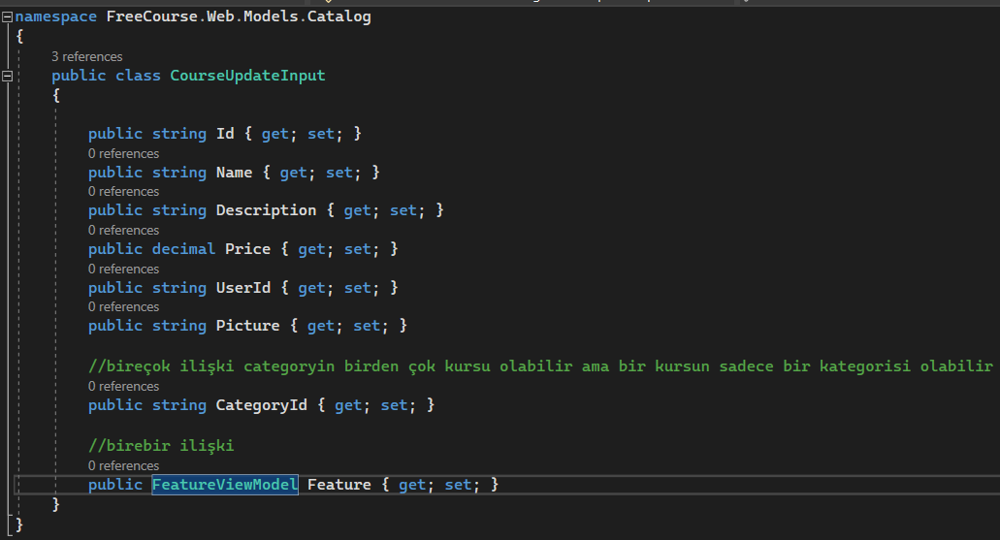 namespace FreeCourse.Web.Models.Catalog
{
3 references
public class CourseUpdateInput
{
public string Id { get; set; }
0 references
public string Name { get; set; }
0 references
public string Description { get; set; }
0 references
public decimal Price { get; set; }
0 references
public string UserId { get; set; }
0 references
public string Picture { get; set; }
//bireçok ilişki categoryin birden çok kursu olabilir ama bir kursun sadece bir kategorisi olabilir
0 references
public string CategoryId { get; set; }
//birebir ilişki
0 references
public FeatureViewModel Feature { get; set; }
}
}